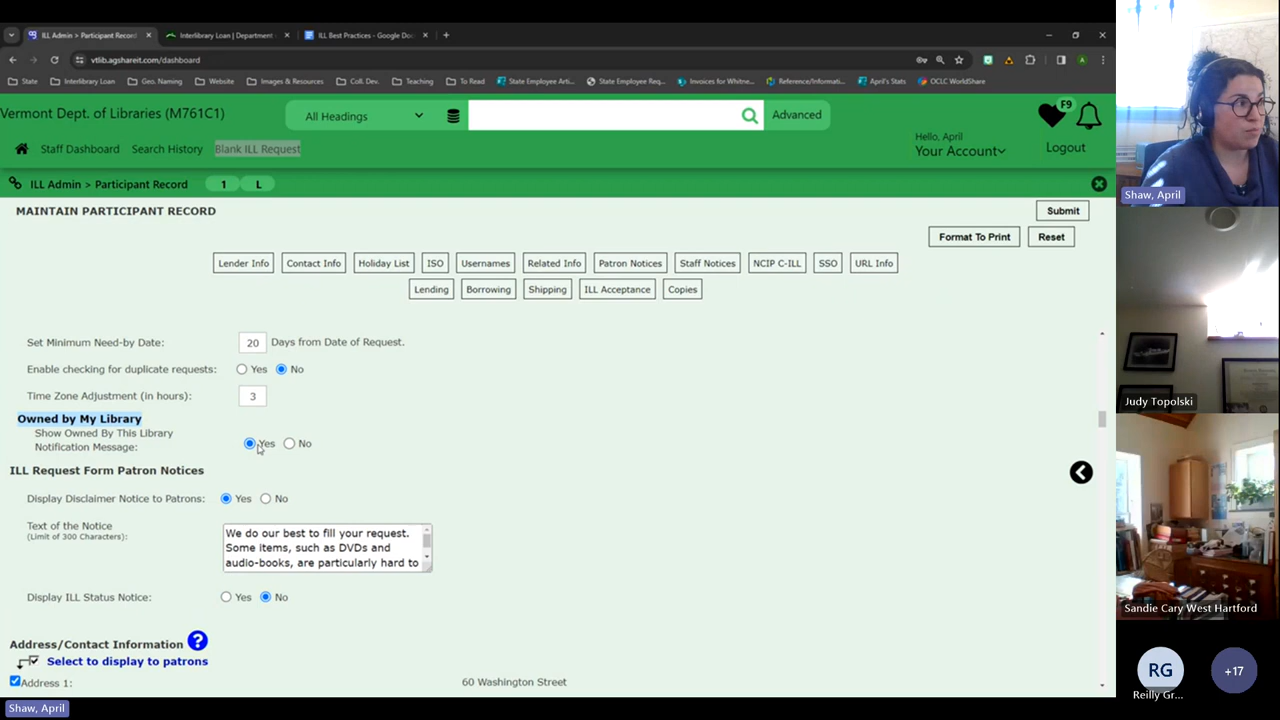 ILL Admin > Participant Record
Interlibrary Loan | Department
ILL Best Practices - Google Doc
vtlib.agshareit.com/dashboard
State
Interlibrary Loan
Geo. Naming
Website
Images & Resources
Coll. Dev.
Teaching
To Read
State Employee Arti...
State Employee Req...
Invoices for Whitne...
Reference/Informati...
April's Stats
OCLC WorldShare
Vermont Dept. of Libraries (M761C1)
All Headings
Advanced
F9
Hello, April
Your Account
Logout
Staff Dashboard
Search History
Blank ILL Request
ILL Admin > Participant Record
1
L
MAINTAIN PARTICIPANT RECORD
Submit
Format To Print
Reset
Lender Info
Contact Info
Holiday List
ISO
Usernames
Related Info
Patron Notices
Staff Notices
NCIP C-ILL
SSO
URL Info
Lending
Borrowing
Shipping
ILL Acceptance
Copies
Set Minimum Need-by Date: 20 Days from Date of Request.
Enable checking for duplicate requests: Yes No
Time Zone Adjustment (in hours): 3
Owned by My Library
Show Owned By This Library
Notification Message: Yes No
ILL Request Form Patron Notices
Display Disclaimer Notice to Patrons: Yes No
Text of the Notice
(Limit of 300 Characters):
We do our best to fill your request.
Some items, such as DVDs and
audio-books, are particularly hard to
Display ILL Status Notice: Yes No
Address/Contact Information ?
Select to display to patrons
Address 1: 60 Washington Street
Shaw, April
Shaw, April
Judy Topolski
Sandie Cary West Hartford
RG
Reilly Gr...
+17